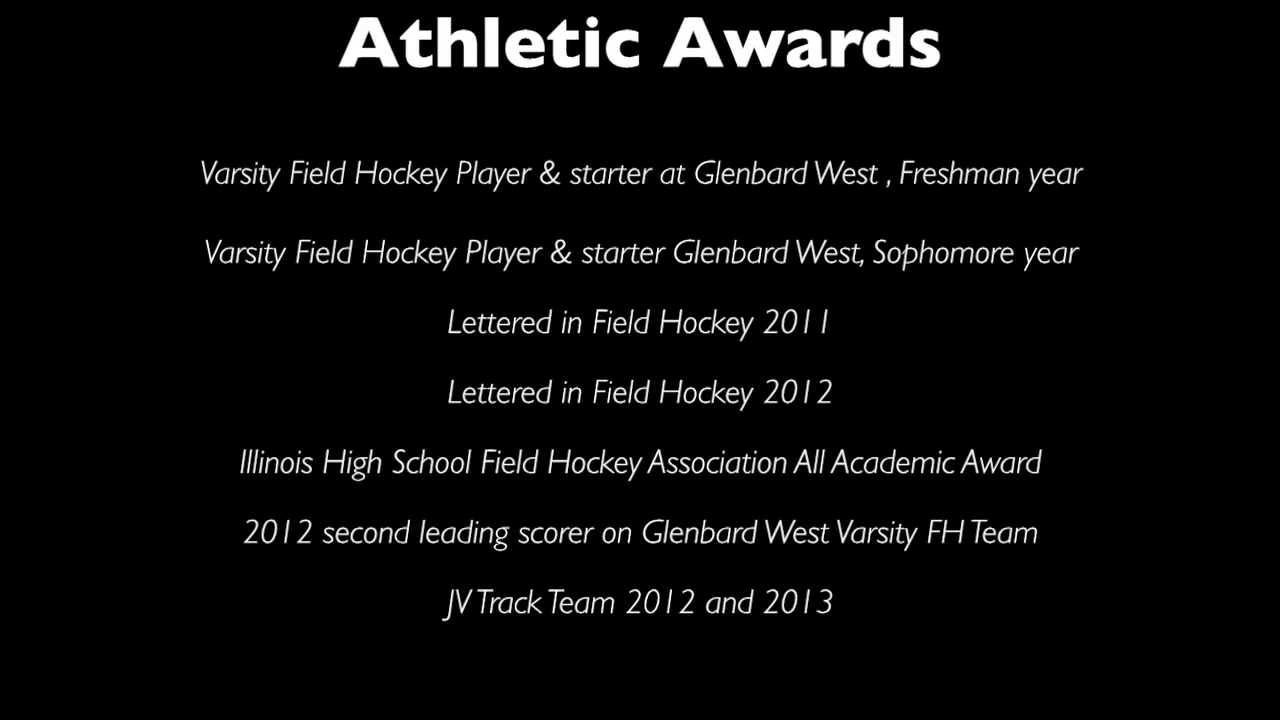 Athletic Awards
Varsity Field Hockey Player & starter at Glenbard West , Freshman year
Varsity Field Hockey Player & starter Glenbard West, Sophomore year
Lettered in Field Hockey 2011
Lettered in Field Hockey 2012
Illinois High School Field Hockey Association All Academic Award
2012 second leading scorer on Glenbard West Varsity FH Team
JV Track Team 2012 and 2013